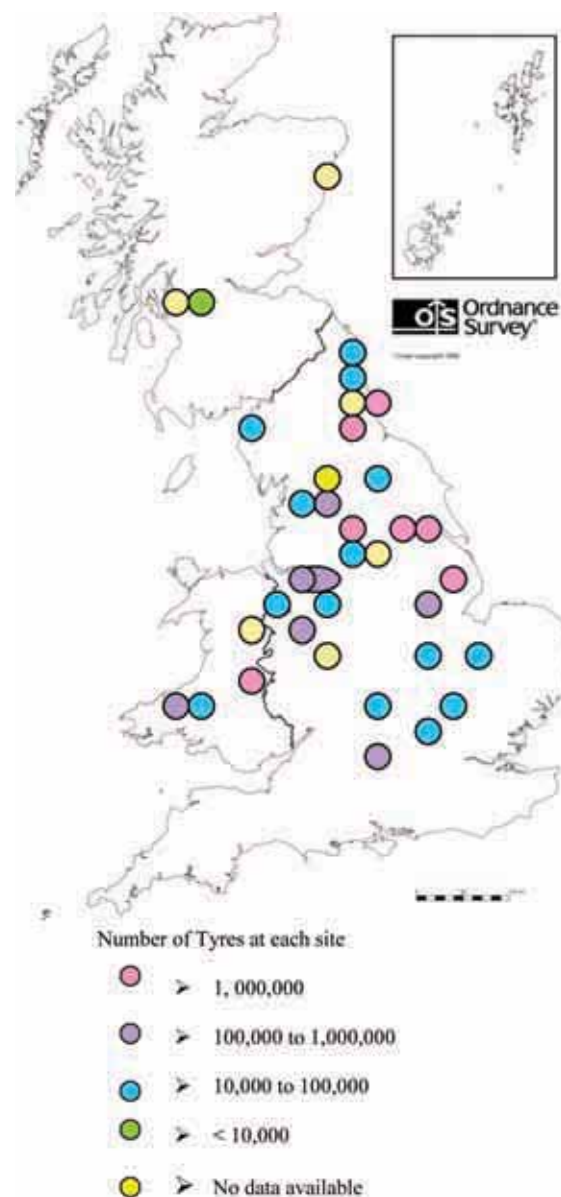 Ordnance
Survey®
Number of Tyres at each site
➢ 1, 000,000
➢ 100,000 to 1,000,000
➢ 10,000 to 100,000
➢ < 10,000
➢ No data available